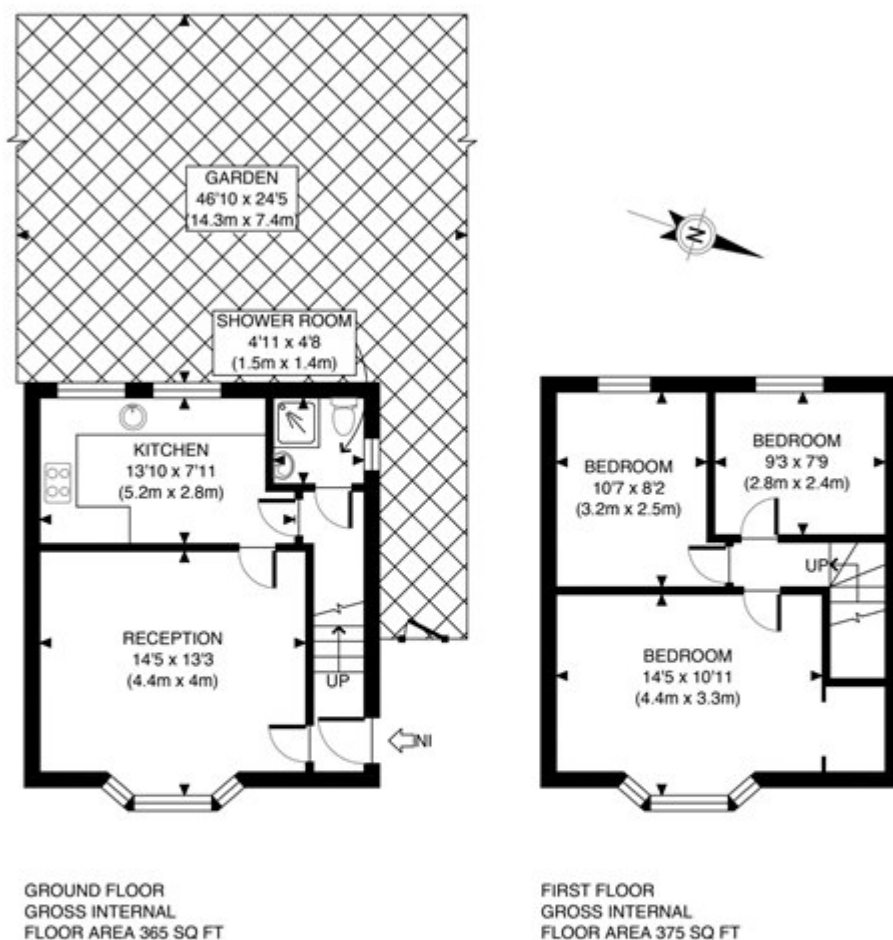 GARDEN
46'10 x 24'5
(14.3m x 7.4m)
N
SHOWER ROOM
4'11 x 4'8
(1.5m x 1.4m)
KITCHEN
13'10 x 7'11
(5.2m x 2.8m)
BEDROOM
10'7 x 8'2
(3.2m x 2.5m)
BEDROOM
9'3 x 7'9
(2.8m x 2.4m)
UP
RECEPTION
14'5 x 13'3
(4.4m x 4m)
UP
IN
BEDROOM
14'5 x 10'11
(4.4m x 3.3m)
GROUND FLOOR
GROSS INTERNAL
FLOOR AREA 365 SQ FT
FIRST FLOOR
GROSS INTERNAL
FLOOR AREA 375 SQ FT